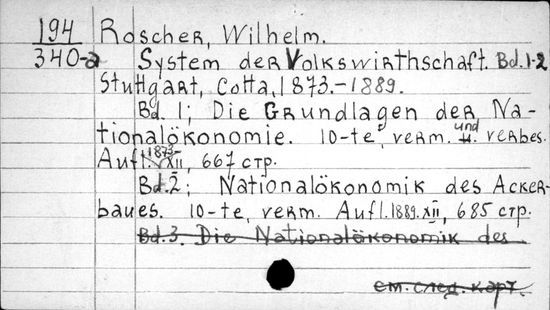 194 Roscher, Wilhelm.
340-a System der Volkswirthschaft. Bd. 1-2
Stuttgart, Cotta, 1873.-1889.
Bd. 1; Die Grundlagen der Na-
tionalökonomie. 10-te, verm. und verbes.
Aufl. 1873. XII, 667 стр.
Bd. 2; Nationalökonomik des Acker-
baues. 10-te, verm. Aufl. 1889. XII, 685 стр.
Bd. 3. Die Nationalökonomik des
см. след. карт.